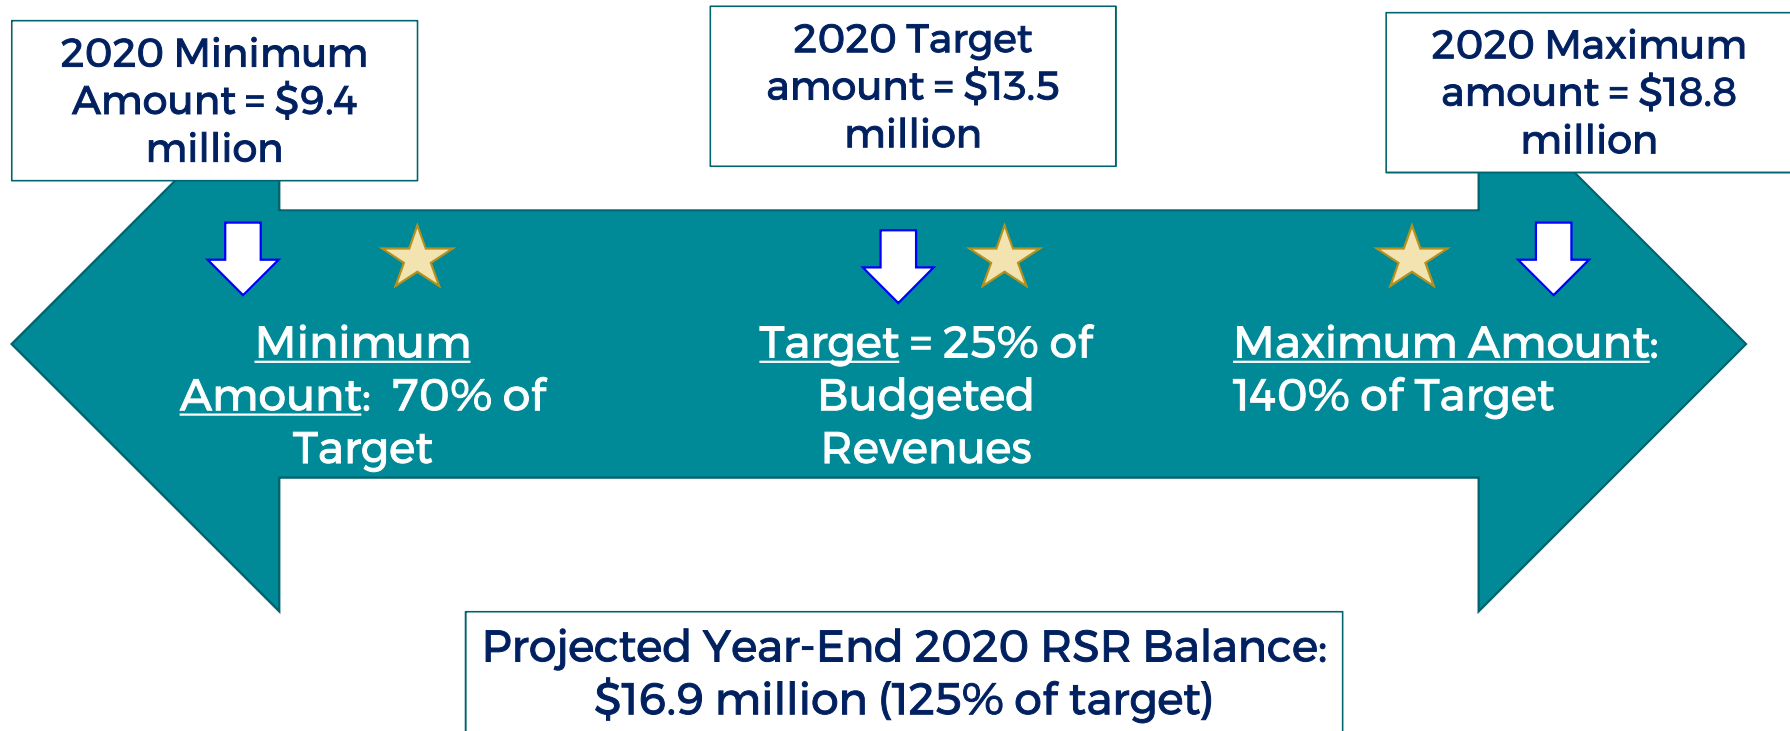 2020 Minimum
Amount = $9.4
million
2020 Target
amount = $13.5
million
2020 Maximum
amount = $18.8
million
Minimum
Amount: 70% of
Target
Target = 25% of
Budgeted
Revenues
Maximum Amount:
140% of Target
Projected Year-End 2020 RSR Balance:
$16.9 million (125% of target)